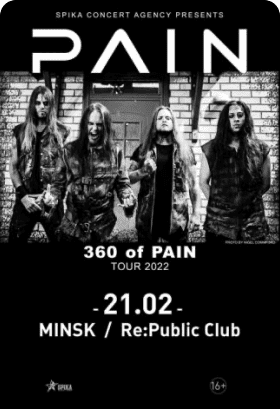 SPIKA CONCERT AGENCY PRESENTS
PAIN
360 of PAIN
TOUR 2022
- 21.02 -
MINSK / Re:Public Club
SPIKA
16+